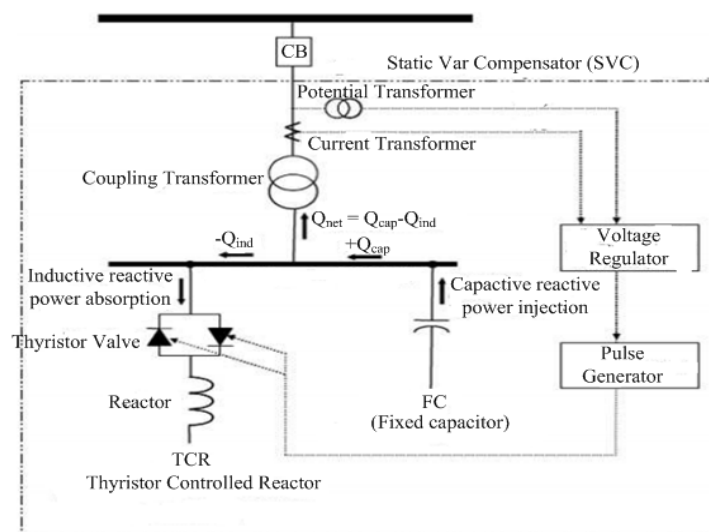 CB
Static Var Compensator (SVC)
Potential Transformer
Current Transformer
Coupling Transformer
Qnet = Qcap-Qind
-Qind
+Qcap
Voltage
Regulator
Inductive reactive
power absorption
Capactive reactive
power injection
Thyristor Valve
Pulse
Generator
Reactor
FC
(Fixed capacitor)
TCR
Thyristor Controlled Reactor